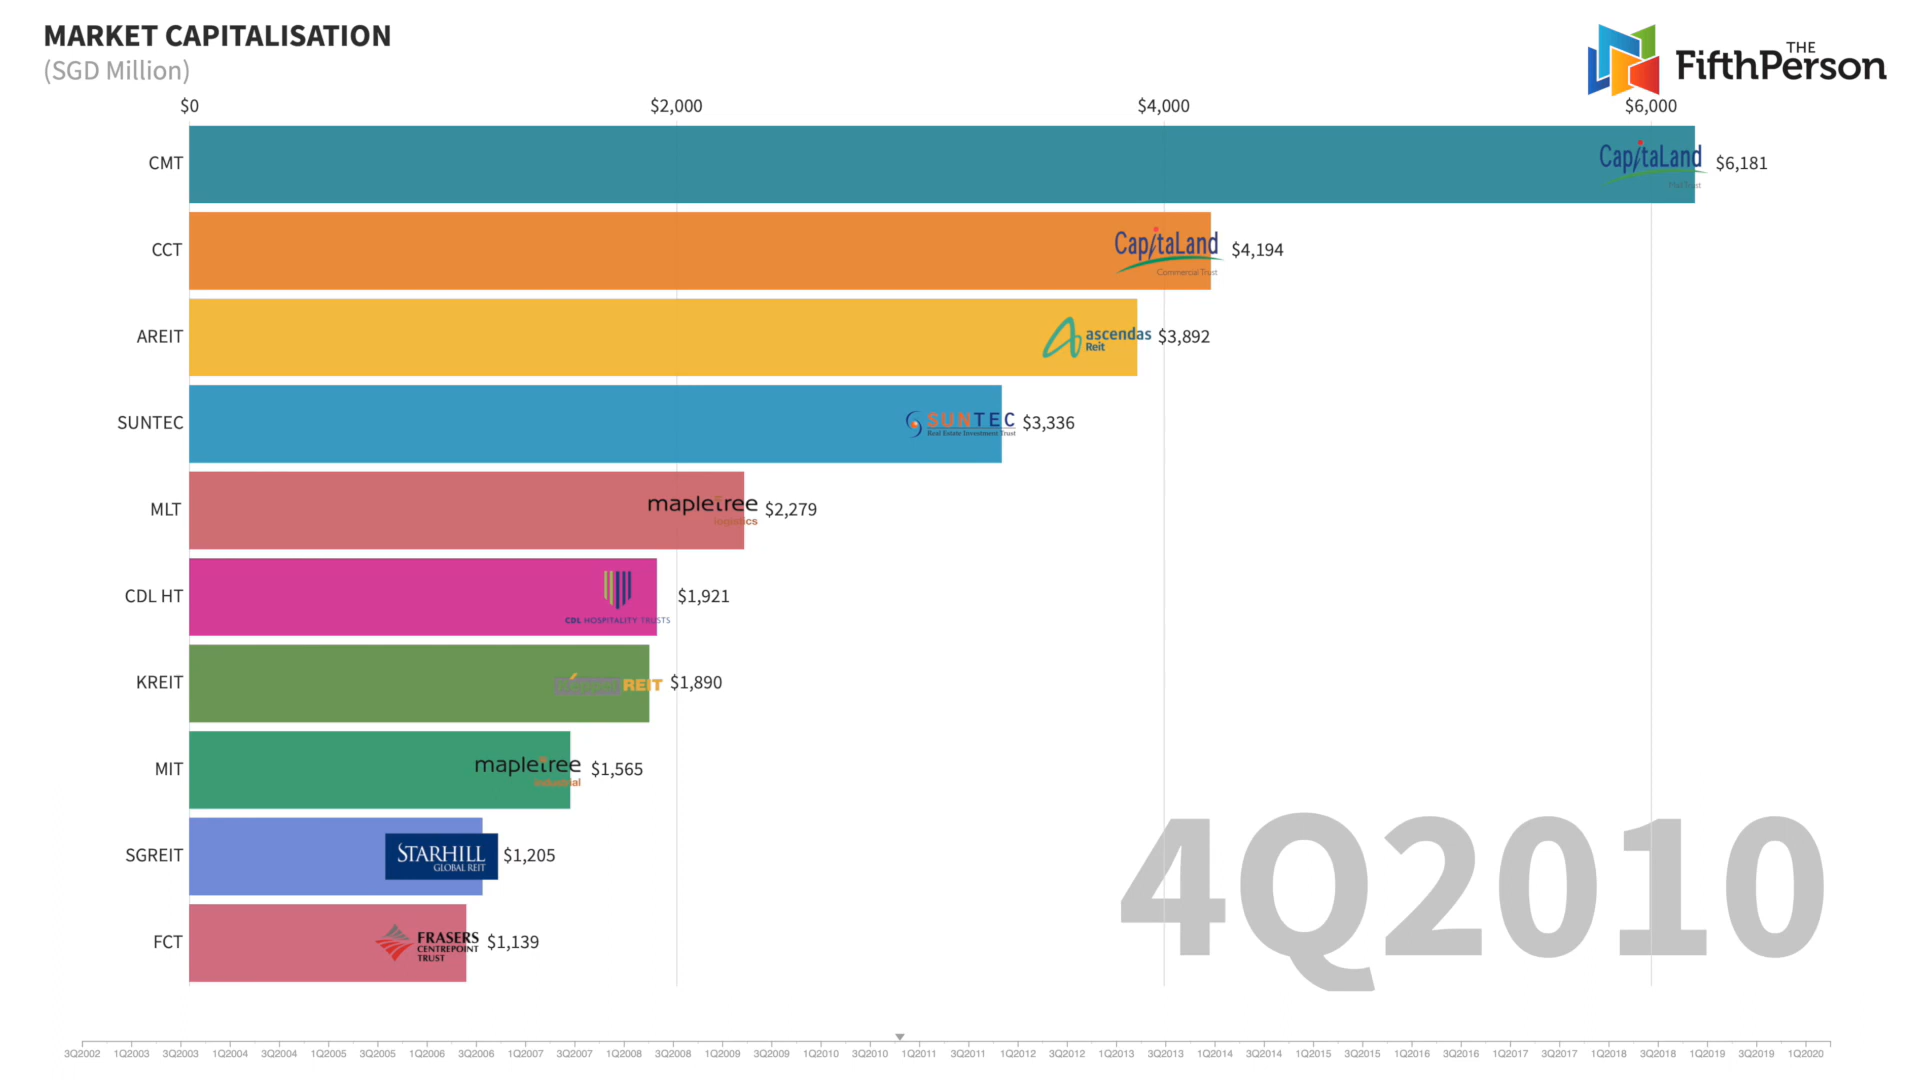 MARKET CAPITALISATION
(SGD Million)
THE
FifthPerson
$0 $2,000 $4,000 $6,000
CMT CapitaLand $6,181
Mall Trust
CCT CapitaLand $4,194
Commercial Trust
AREIT ascendas $3,892
Reit
SUNTEC SUNTEC $3,336
Real Estate Investment Trust
MLT mapletree $2,279
logistics
CDL HT $1,921
CDL HOSPITALITY TRUSTS
KREIT Keppel REIT $1,890
MIT mapletree $1,565
industrial
SGREIT STARHILL $1,205
GLOBAL REIT
FCT FRASERS $1,139
CENTREPOINT
TRUST
4Q2010
3Q2002 1Q2003 3Q2003 1Q2004 3Q2004 1Q2005 3Q2005 1Q2006 3Q2006 1Q2007 3Q2007 1Q2008 3Q2008 1Q2009 3Q2009 1Q2010 3Q2010 1Q2011 3Q2011 1Q2012 3Q2012 1Q2013 3Q2013 1Q2014 3Q2014 1Q2015 3Q2015 1Q2016 3Q2016 1Q2017 3Q2017 1Q2018 3Q2018 1Q2019 3Q2019 1Q2020